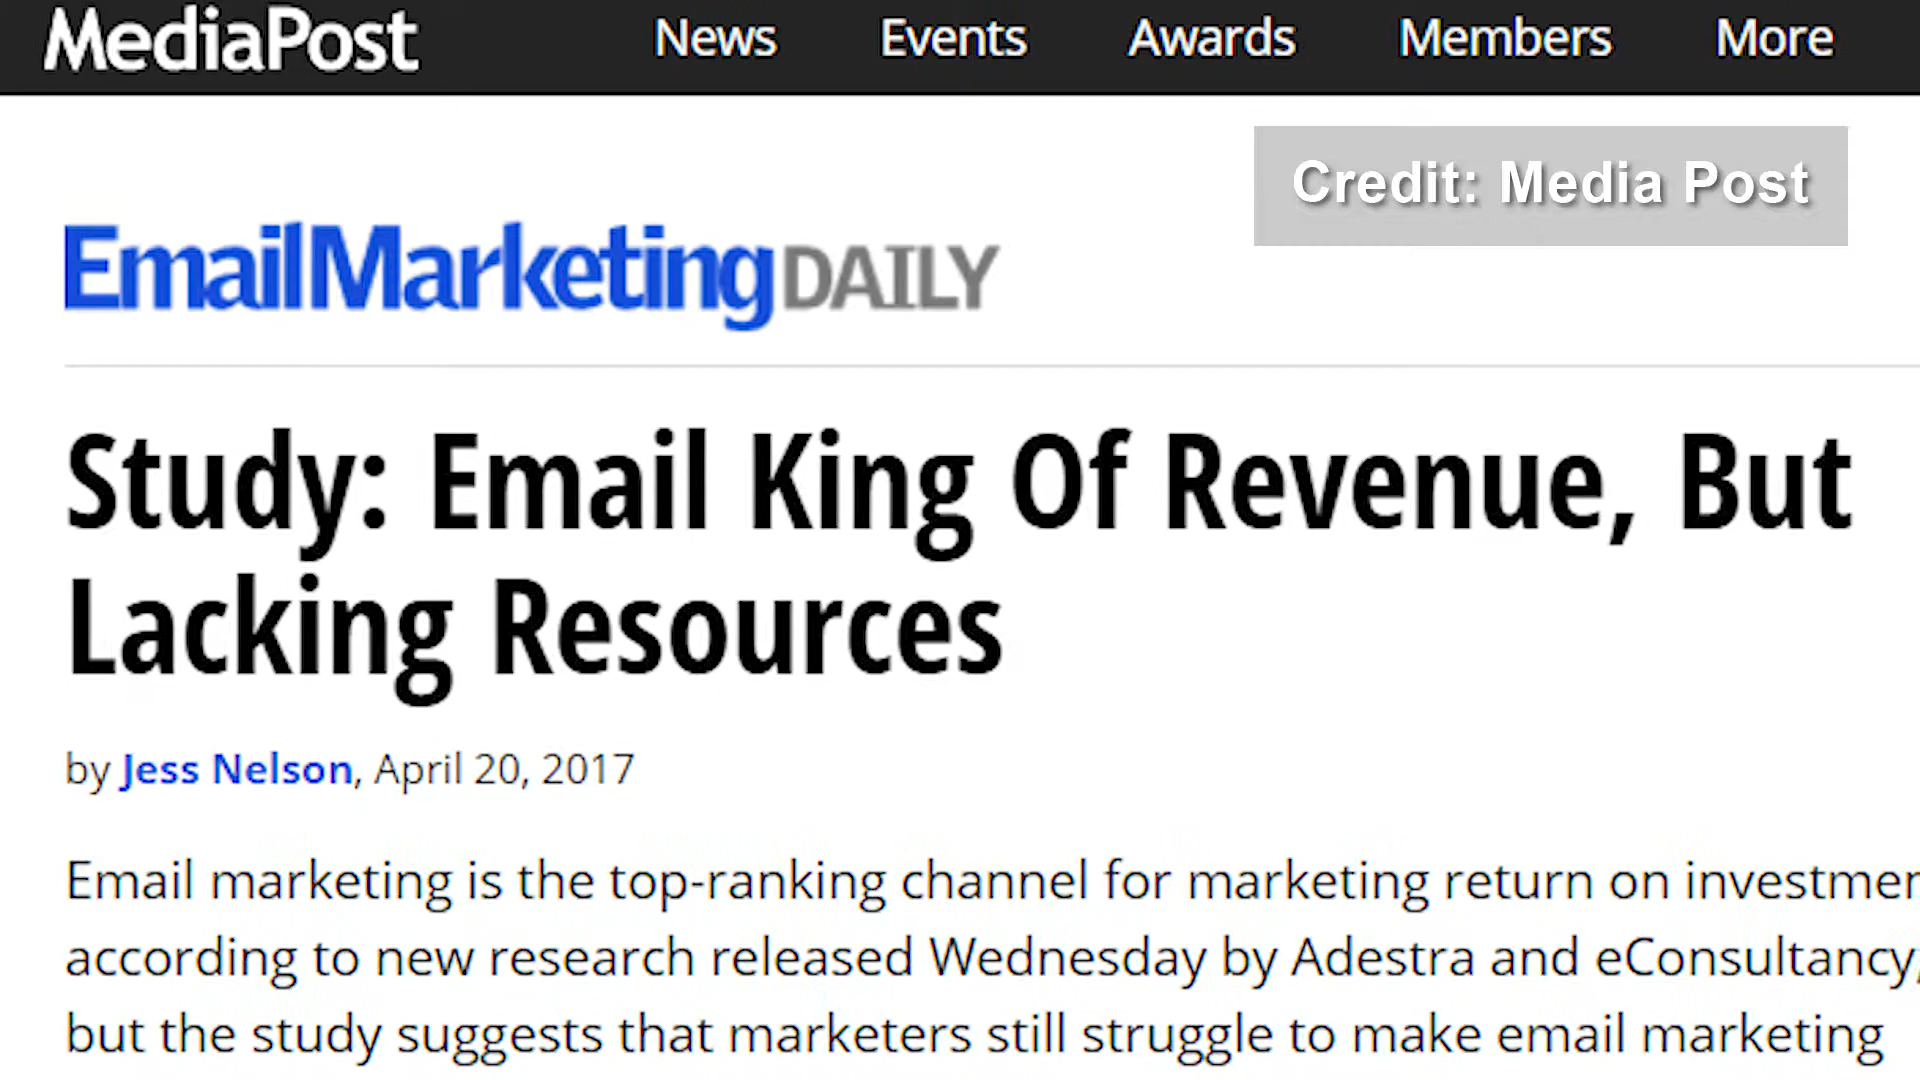 MediaPost News Events Awards Members More
Credit: Media Post
EmailMarketingDAILY
Study: Email King Of Revenue, But
Lacking Resources
by Jess Nelson, April 20, 2017
Email marketing is the top-ranking channel for marketing return on
according to new research released Wednesday by Adestra and eConsultancy,
but the study suggests that marketers still struggle to make email marketing